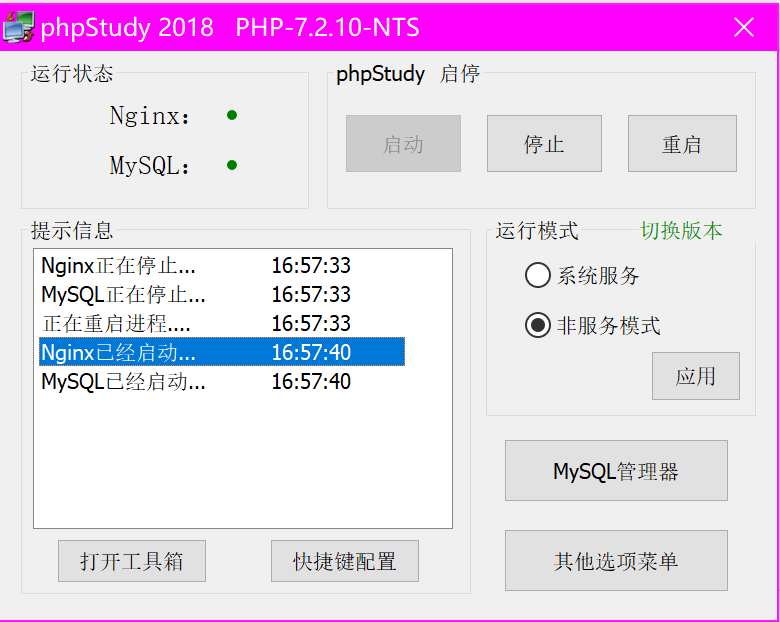 phpStudy 2018 PHP-7.2.10-NTS
运行状态
Nginx：
MySQL：
phpStudy 启停
启动 停止 重启
提示信息
Nginx正在停止... 16:57:33
MySQL正在停止... 16:57:33
正在重启进程.... 16:57:33
Nginx已经启动... 16:57:40
MySQL已经启动... 16:57:40
打开工具箱 快捷键配置
运行模式 切换版本
系统服务
非服务模式
应用
MySQL管理器
其他选项菜单